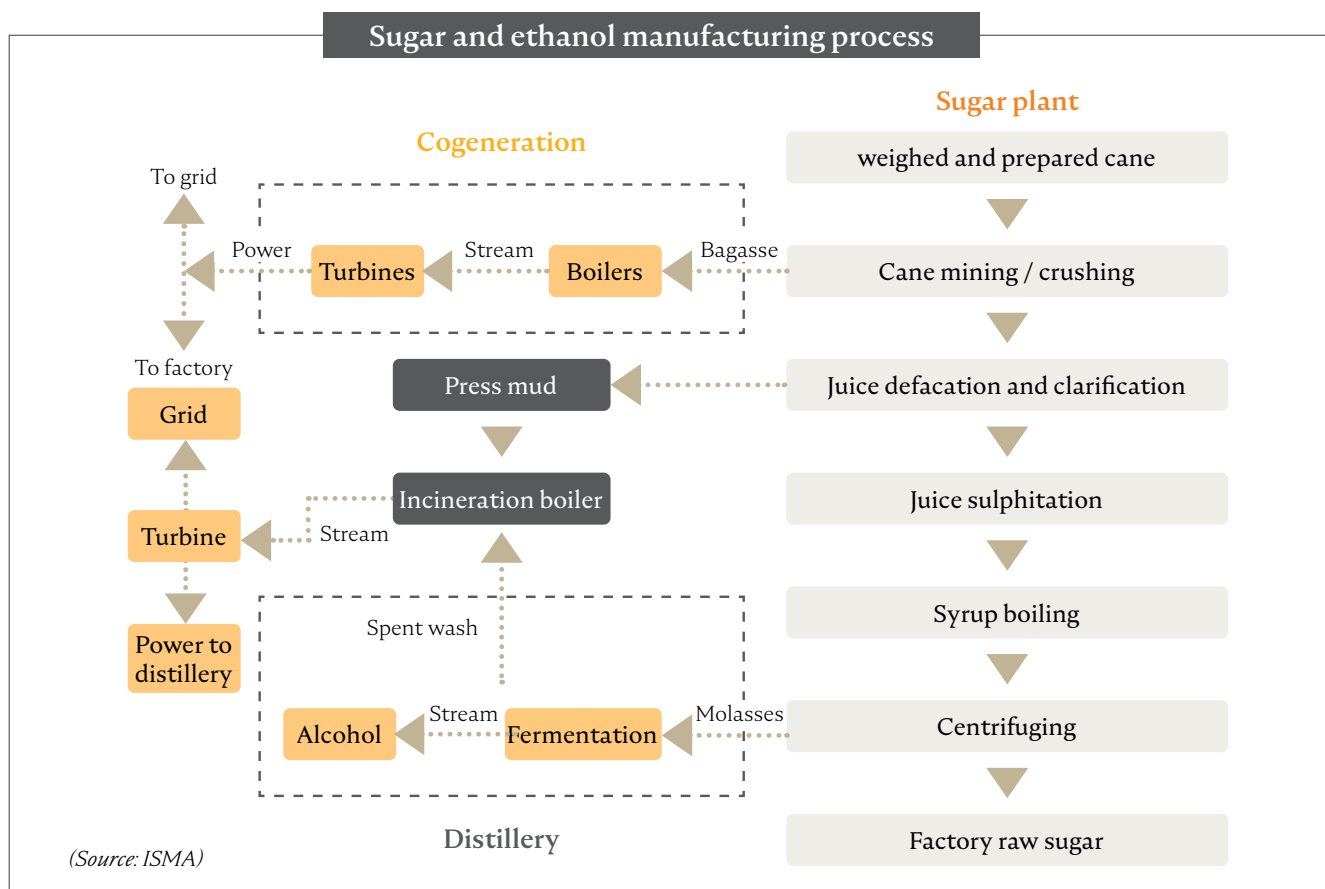 Sugar and ethanol manufacturing process
Sugar plant
Cogeneration
weighed and prepared cane
To grid
Power
Turbines
Stream
Boilers
Bagasse
Cane mining / crushing
To factory
Grid
Press mud
Juice defacation and clarification
Incineration boiler
Juice sulphitation
Turbine
Stream
Syrup boiling
Spent wash
Power to
distillery
Alcohol
Stream
Fermentation
Molasses
Centrifuging
Distillery
Factory raw sugar
(Source: ISMA)